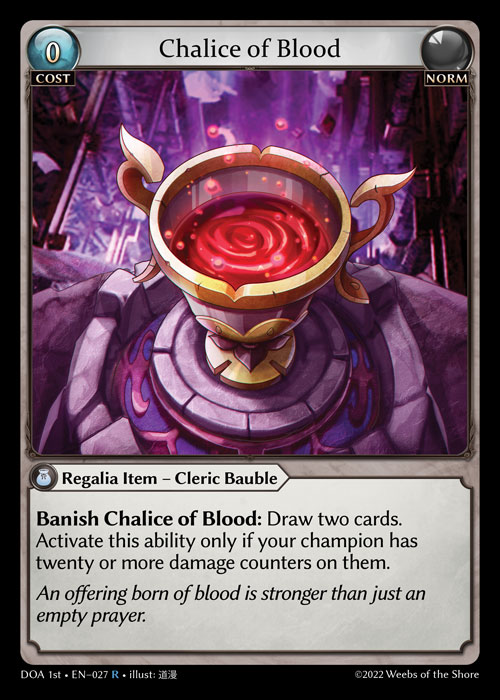 0
Chalice of Blood
COST
NORM
Regalia Item – Cleric Bauble
Banish Chalice of Blood: Draw two cards.
Activate this ability only if your champion has
twenty or more damage counters on them.
An offering born of blood is stronger than just an
empty prayer.
DOA 1st • EN–027 R • illust: 道漫
©2022 Weebs of the Shore